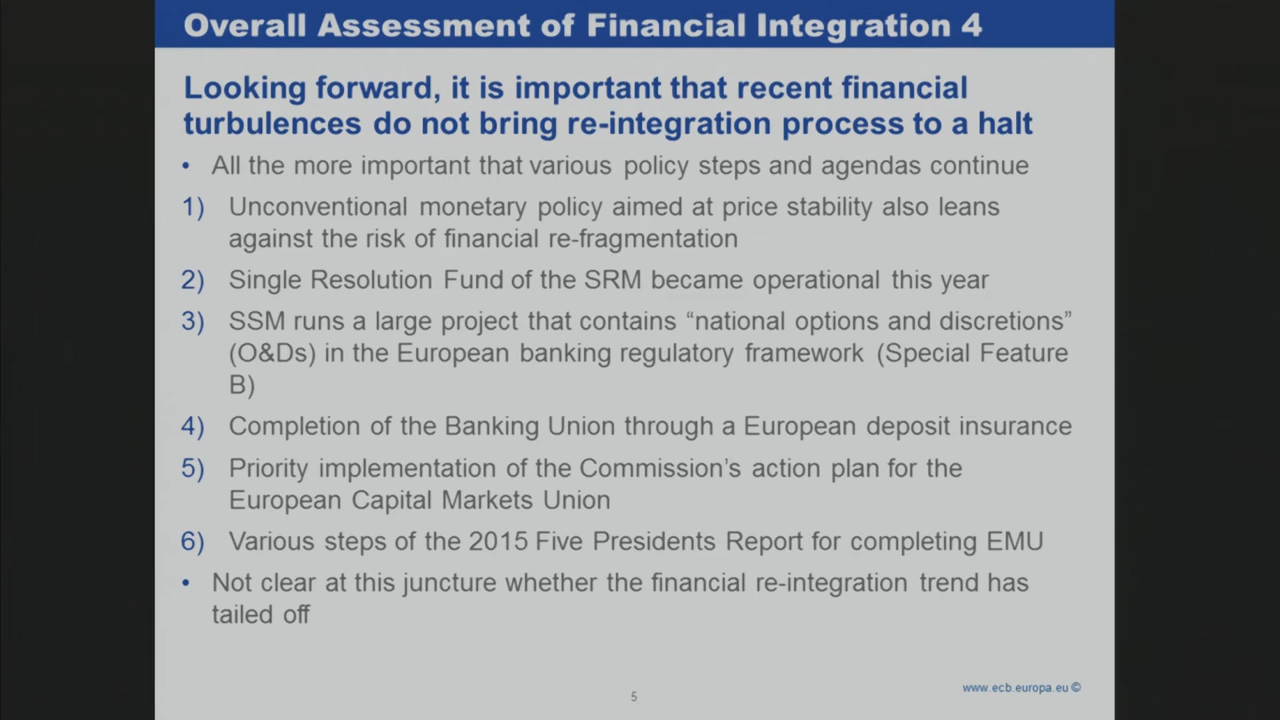 Overall Assessment of Financial Integration 4
Looking forward, it is important that recent financial
turbulences do not bring re-integration process to a halt
• All the more important that various policy steps and agendas continue
1) Unconventional monetary policy aimed at price stability also leans
against the risk of financial re-fragmentation
2) Single Resolution Fund of the SRM became operational this year
3) SSM runs a large project that contains “national options and discretions”
(O&Ds) in the European banking regulatory framework (Special Feature
B)
4) Completion of the Banking Union through a European deposit insurance
5) Priority implementation of the Commission’s action plan for the
European Capital Markets Union
6) Various steps of the 2015 Five Presidents Report for completing EMU
• Not clear at this juncture whether the financial re-integration trend has
tailed off
5
www.ecb.europa.eu ©